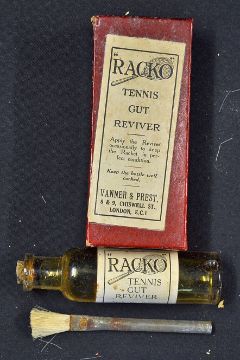 "RACKO"
TENNIS
GUT
REVIVER
Apply the Reviver
occasionally to keep
the Racket in per-
fect condition.
Keep the bottle well
corked.
VANNER & PREST,
8 & 9, CHISWELL ST.
LONDON, E.C.1
"RACKO"
TENNIS
GUT
REVIVER